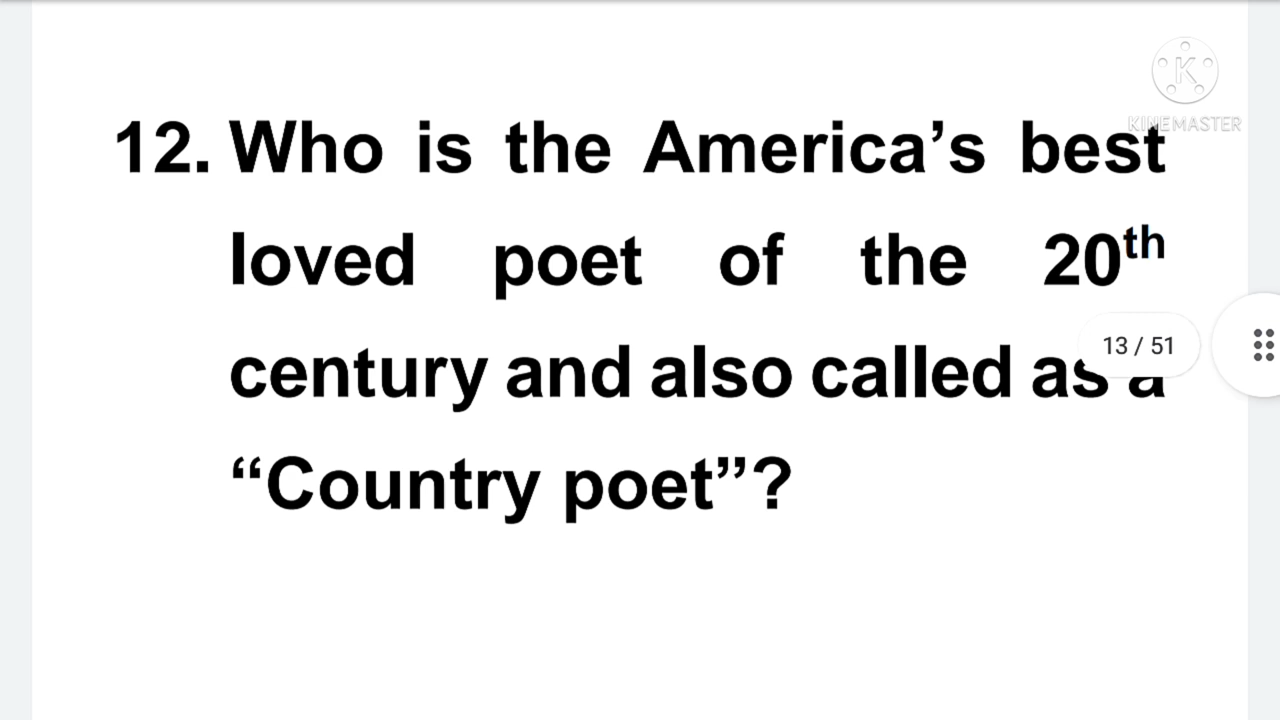 KINEMASTER
12. Who is the America’s best
loved poet of the 20th
13 / 51
century and also called as a
“Country poet”?